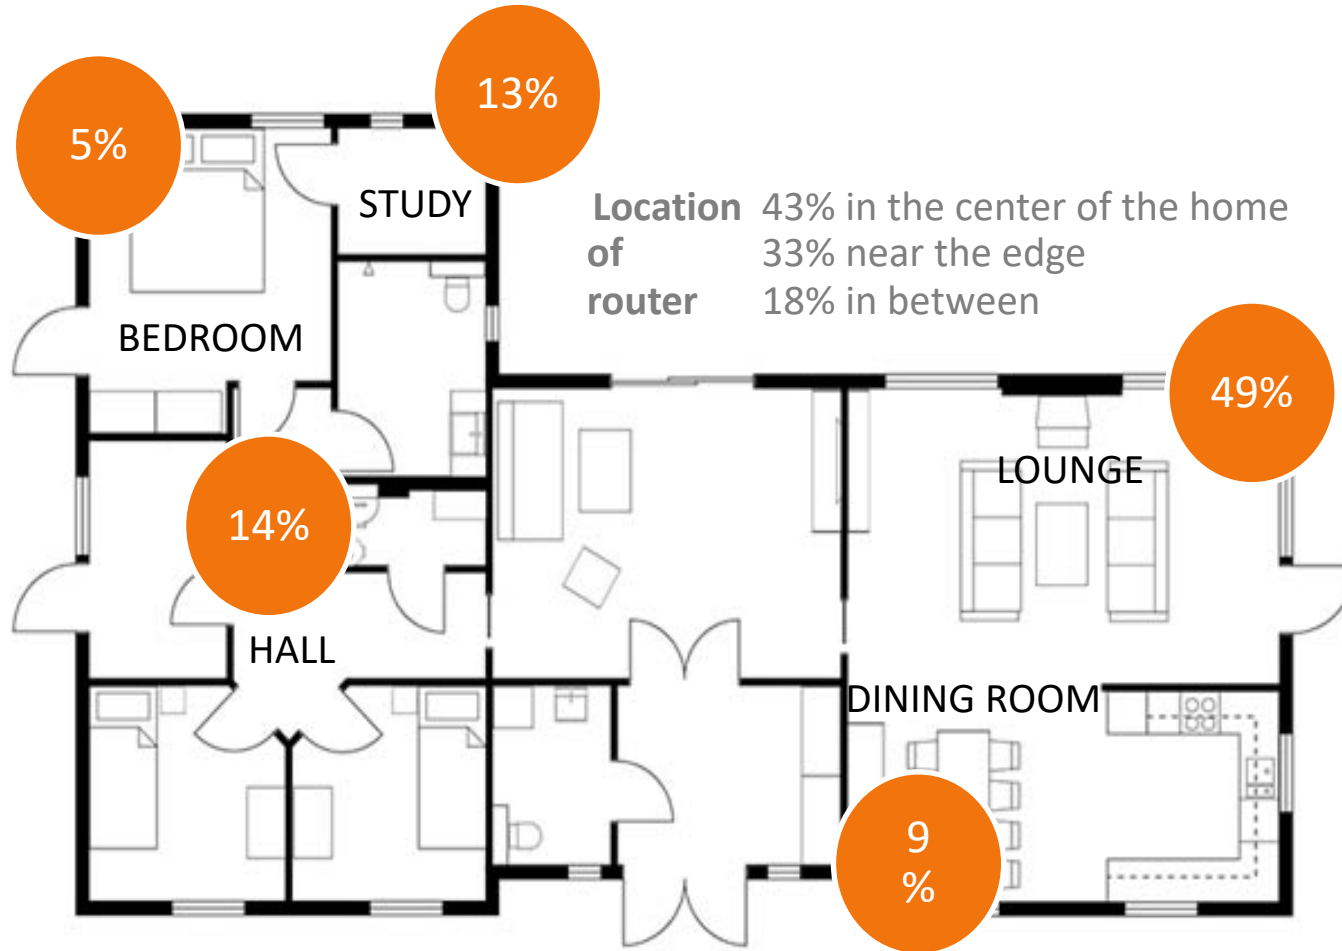 13%
5%
STUDY
Location 43% in the center of the home
of 33% near the edge
router 18% in between
BEDROOM
49%
LOUNGE
14%
HALL
DINING ROOM
9
%